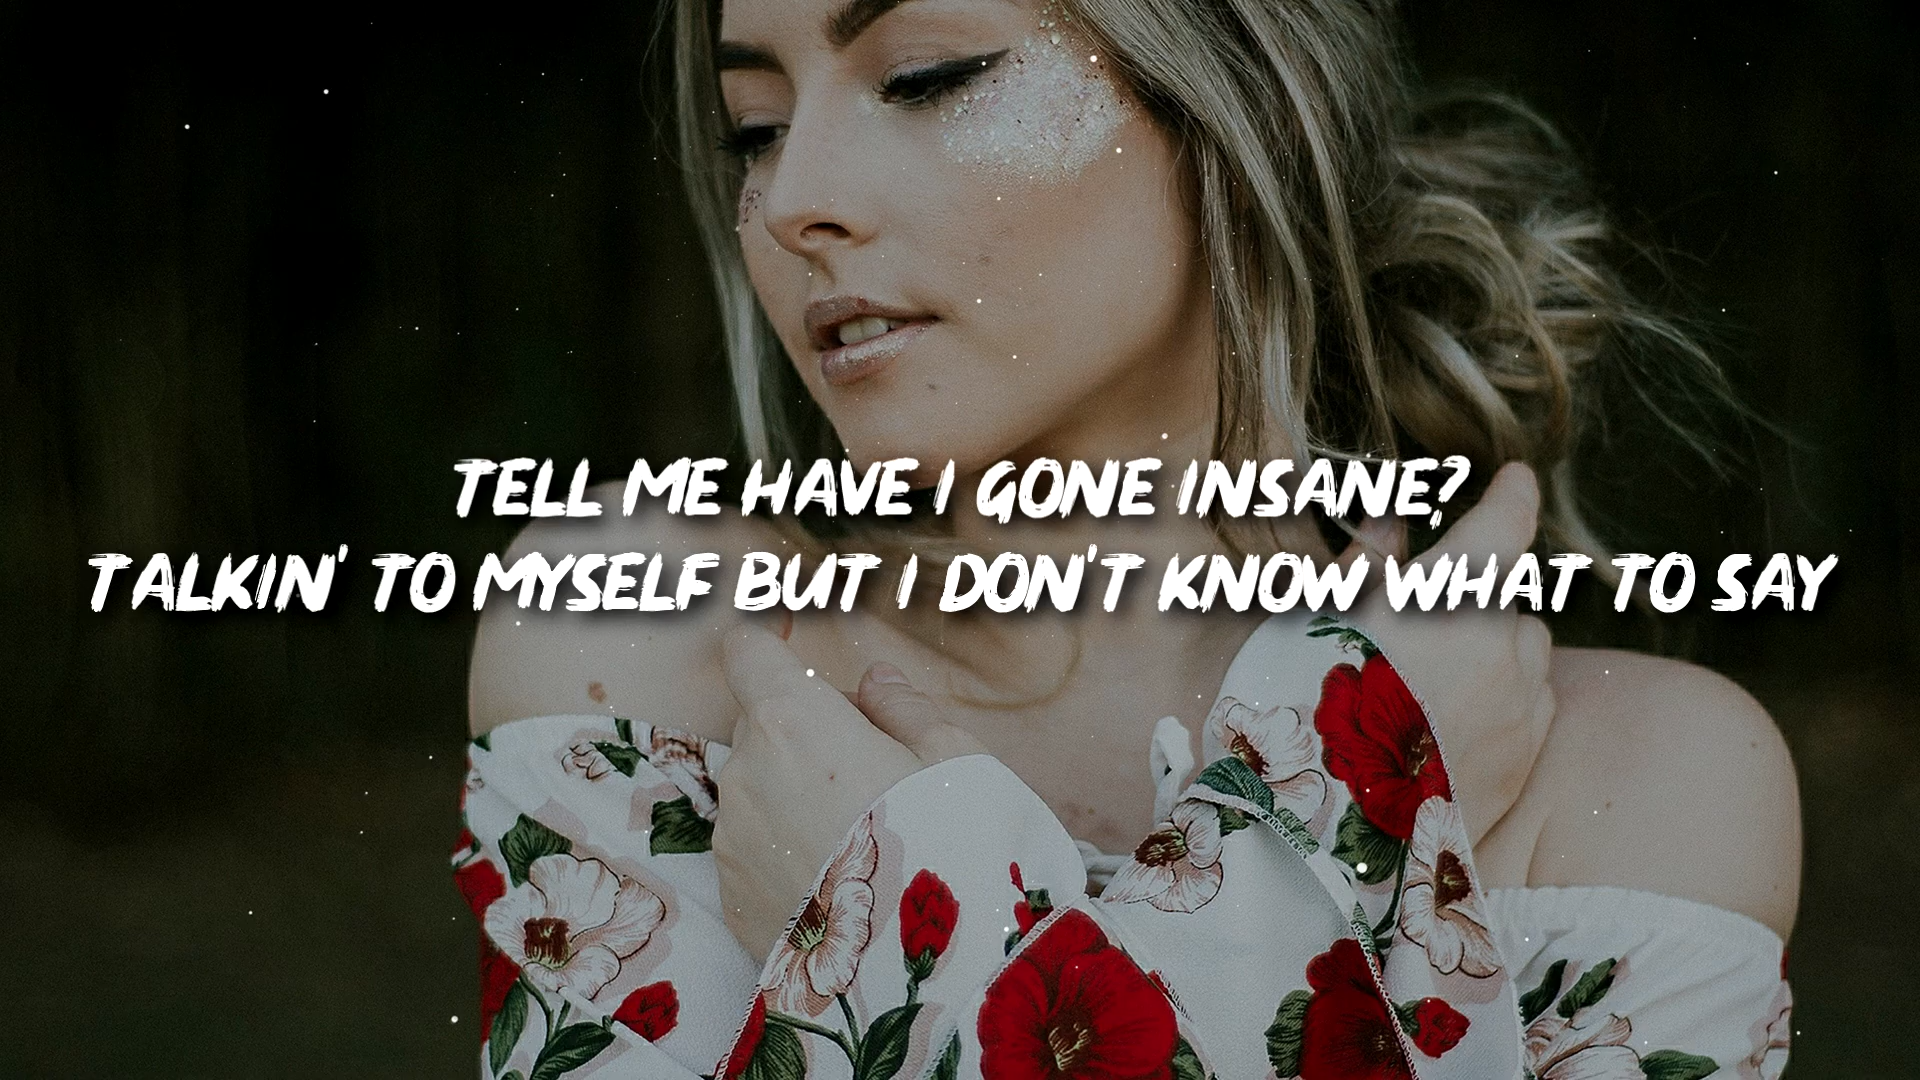 TELL ME HAVE I GONE INSANE?
TALKIN' TO MYSELF BUT I DON'T KNOW WHAT TO SAY